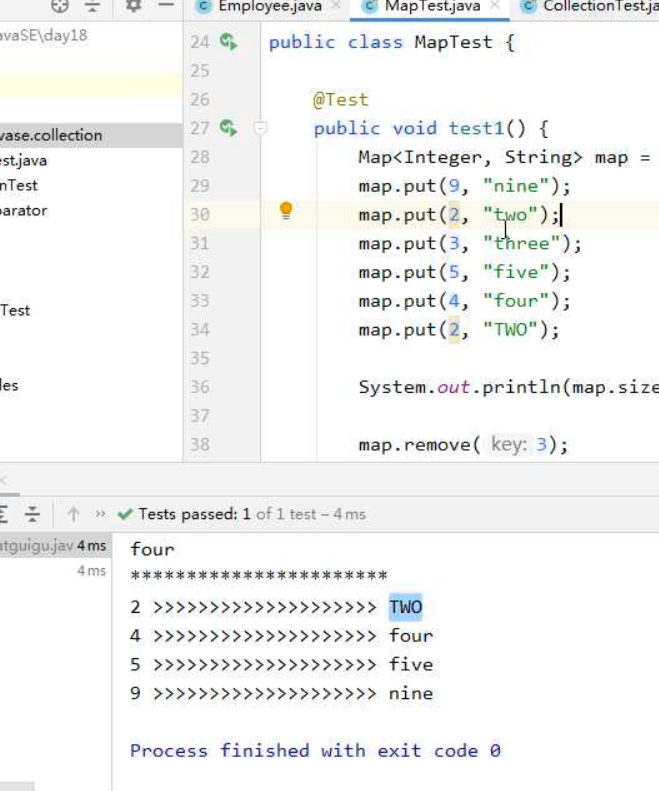 Employee.java MapTest.java CollectionTest.ja
avaSE\day18
24 public class MapTest {
25
26 @Test
vase.collection
27 public void test1() {
est.java
28 Map<Integer, String> map =
nTest
29 map.put(9, "nine");
parator
30 map.put(2, "two");
31 map.put(3, "three");
32 map.put(5, "five");
Test
33 map.put(4, "four");
34 map.put(2, "TWO");
35
les
36 System.out.println(map.size
37
38 map.remove( key: 3);
Tests passed: 1 of 1 test – 4 ms
atguigu.jav 4 ms
four
4 ms
***********************
2 >>>>>>>>>>>>>>>>>>>> TWO
4 >>>>>>>>>>>>>>>>>>>> four
5 >>>>>>>>>>>>>>>>>>>> five
9 >>>>>>>>>>>>>>>>>>>> nine
Process finished with exit code 0